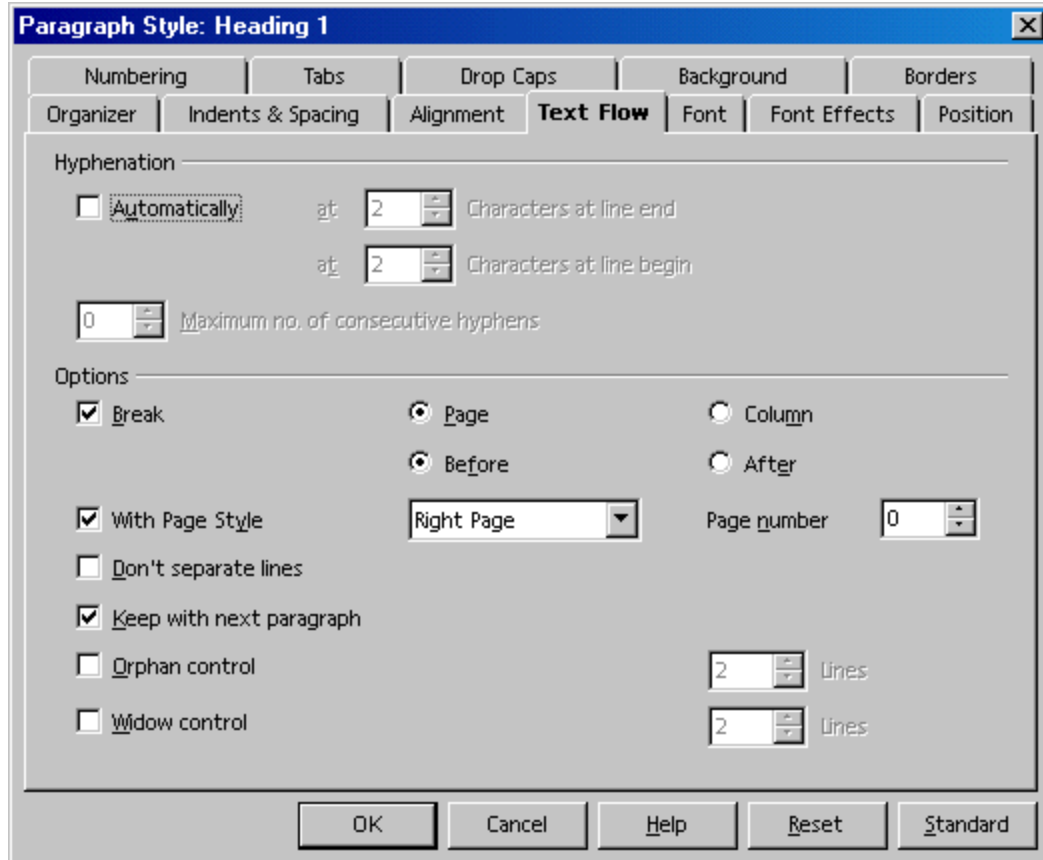 Paragraph Style: Heading 1
Numbering Tabs Drop Caps Background Borders
Organizer Indents & Spacing Alignment Text Flow Font Font Effects Position
Hyphenation
Automatically at 2 Characters at line end
at 2 Characters at line begin
0 Maximum no. of consecutive hyphens
Options
Break Page Column
Before After
With Page Style Right Page Page number 0
Don't separate lines
Keep with next paragraph
Orphan control 2 Lines
Widow control 2 Lines
OK Cancel Help Reset Standard